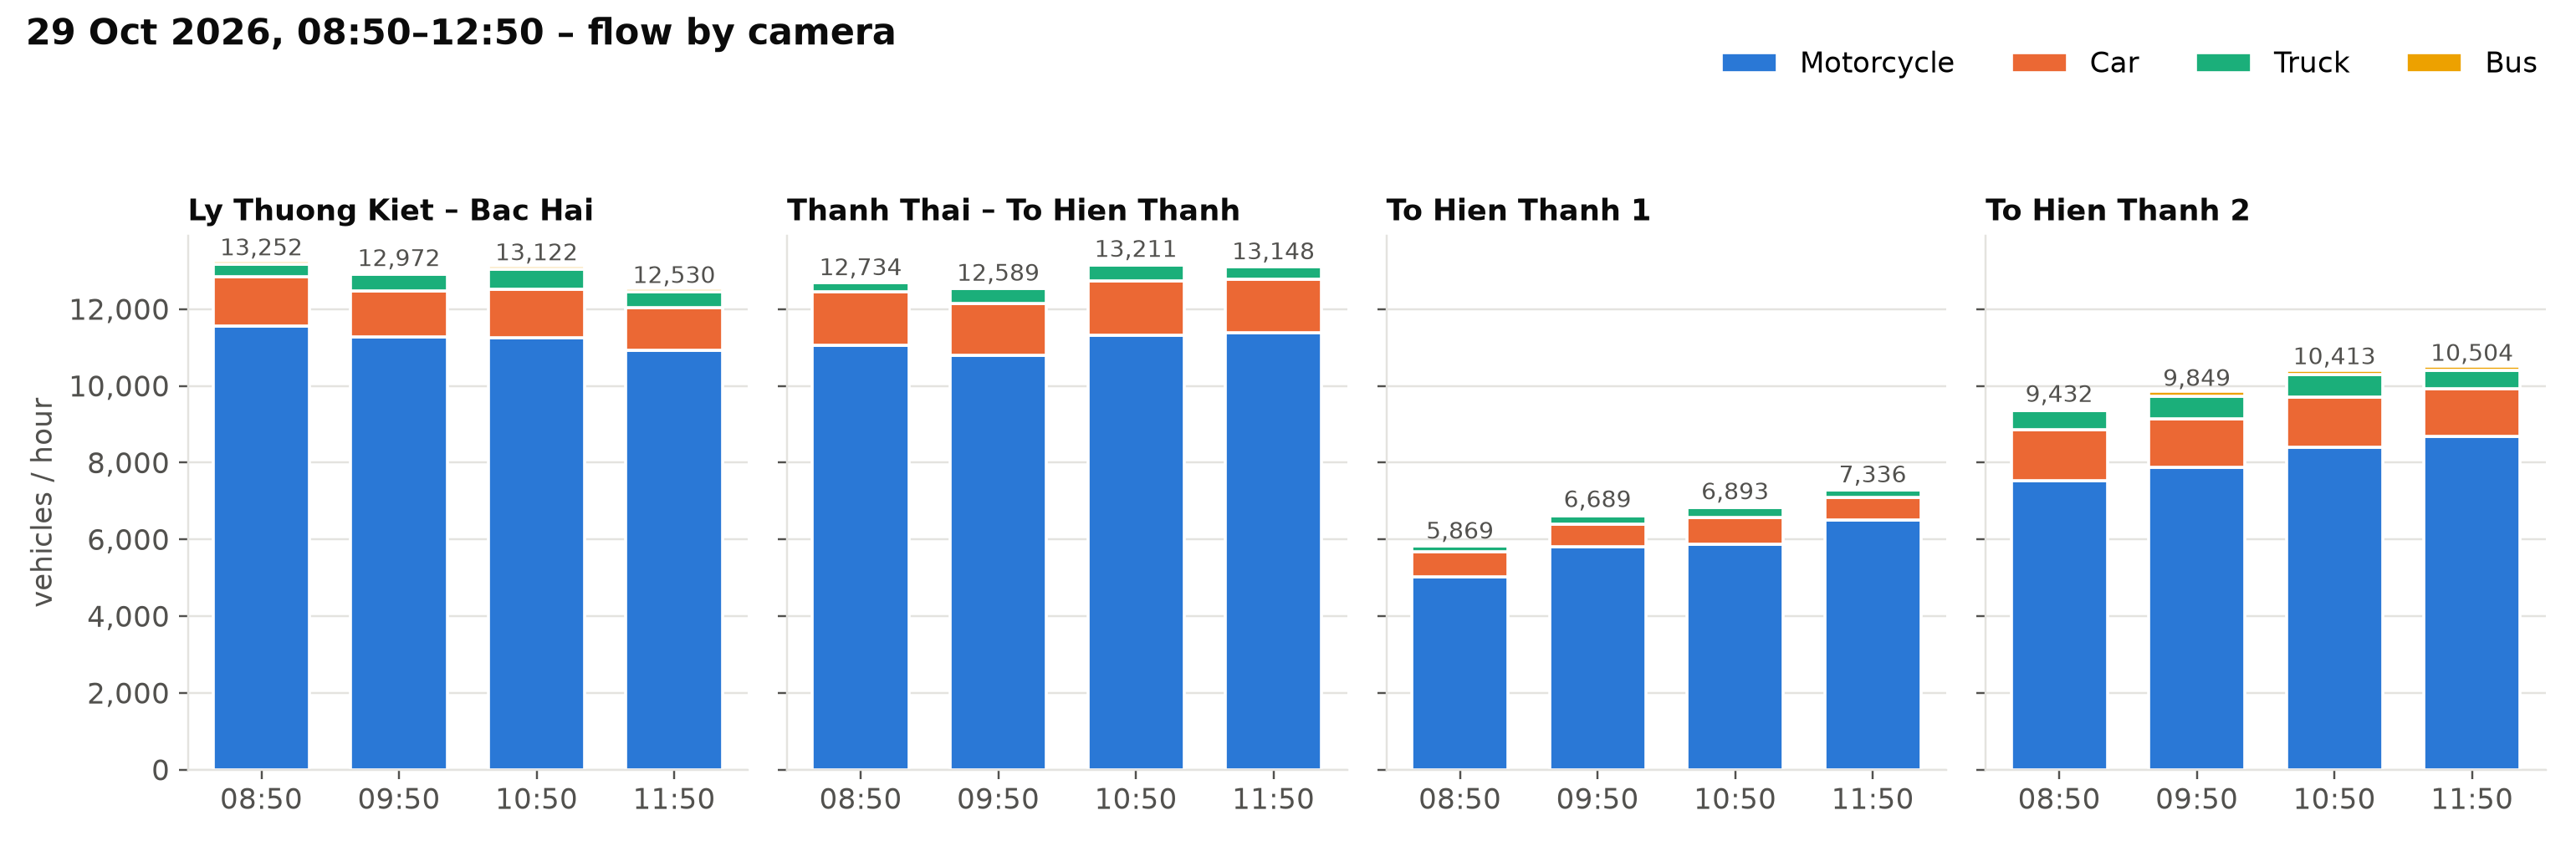 29 Oct 2026, 08:50–12:50 – flow by camera
Motorcycle Car Truck Bus
Ly Thuong Kiet – Bac Hai
Thanh Thai – To Hien Thanh
To Hien Thanh 1
To Hien Thanh 2
vehicles / hour
12,000
10,000
8,000
6,000
4,000
2,000
0
13,252 12,972 13,122 12,530
08:50 09:50 10:50 11:50
12,734 12,589 13,211 13,148
08:50 09:50 10:50 11:50
5,869 6,689 6,893 7,336
08:50 09:50 10:50 11:50
9,432 9,849 10,413 10,504
08:50 09:50 10:50 11:50